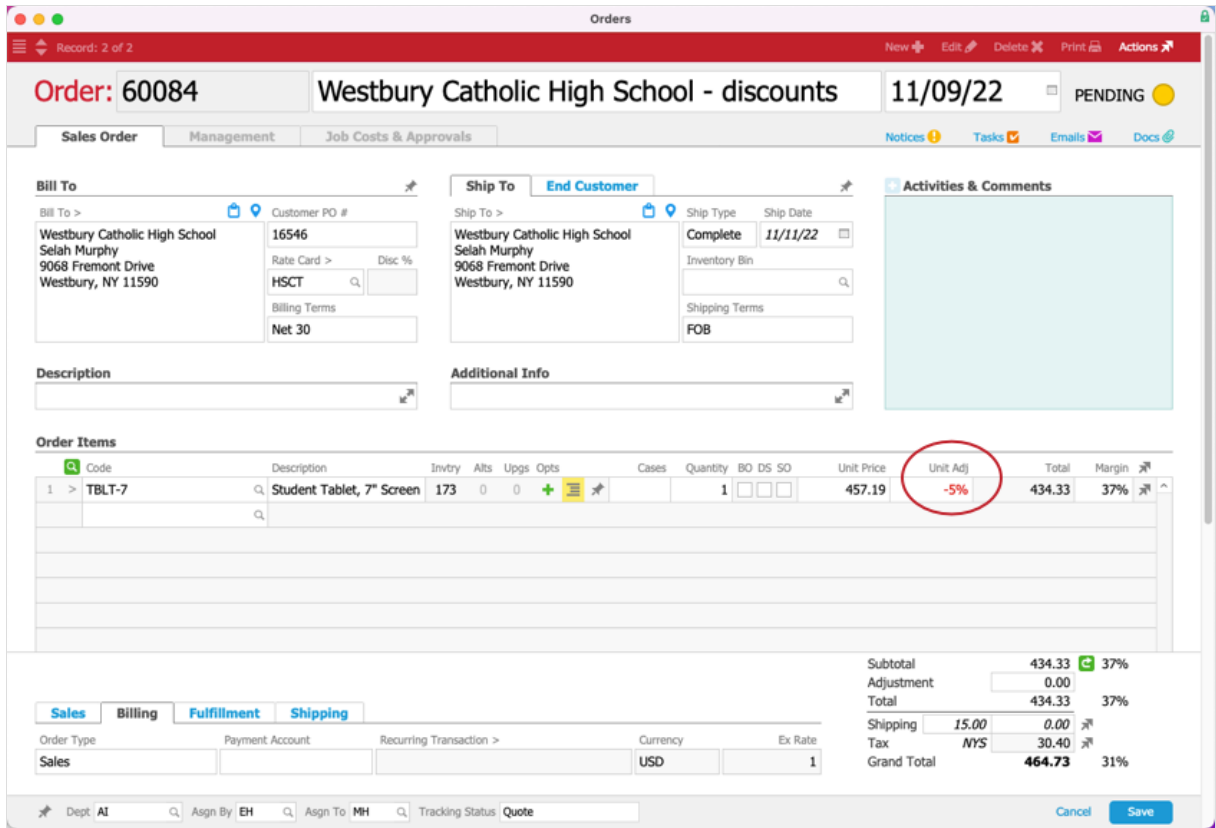 Orders
Record: 2 of 2 New Edit Delete Print Actions
Order: 60084 Westbury Catholic High School - discounts 11/09/22 PENDING
Sales Order Management Job Costs & Approvals Notices Tasks Emails Docs
Bill To Ship To End Customer Activities & Comments
Bill To > Customer PO # Ship To > Ship Type Ship Date
Westbury Catholic High School 16546 Westbury Catholic High School Complete 11/11/22
Selah Murphy Selah Murphy
9068 Fremont Drive Rate Card > Disc % 9068 Fremont Drive Inventory Bin
Westbury, NY 11590 HSCT Westbury, NY 11590
Billing Terms Shipping Terms
Net 30 FOB
Description Additional Info
Order Items
Code Description Invtry Alts Upgs Opts Cases Quantity BO DS SO Unit Price Unit Adj Total Margin
1 > TBLT-7 Student Tablet, 7" Screen 173 0 0 1 457.19 -5% 434.33 37%
Subtotal 434.33 37%
Adjustment 0.00
Total 434.33 37%
Sales Billing Fulfillment Shipping
Shipping 15.00 0.00
Order Type Payment Account Recurring Transaction > Currency Ex Rate
Tax NYS 30.40
Sales USD 1
Grand Total 464.73 31%
Dept AI Asgn By EH Asgn To MH Tracking Status Quote Cancel Save